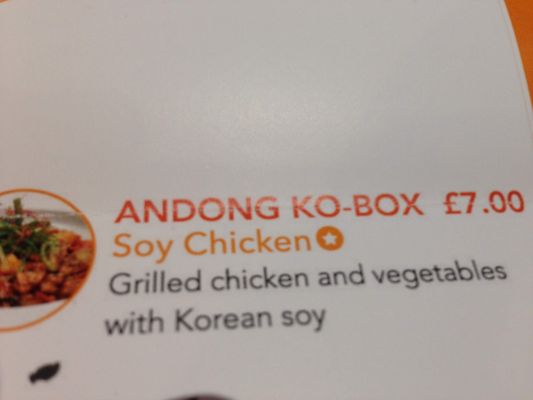 ANDONG KO-BOX £7.00
Soy Chicken
Grilled chicken and vegetables
with Korean soy